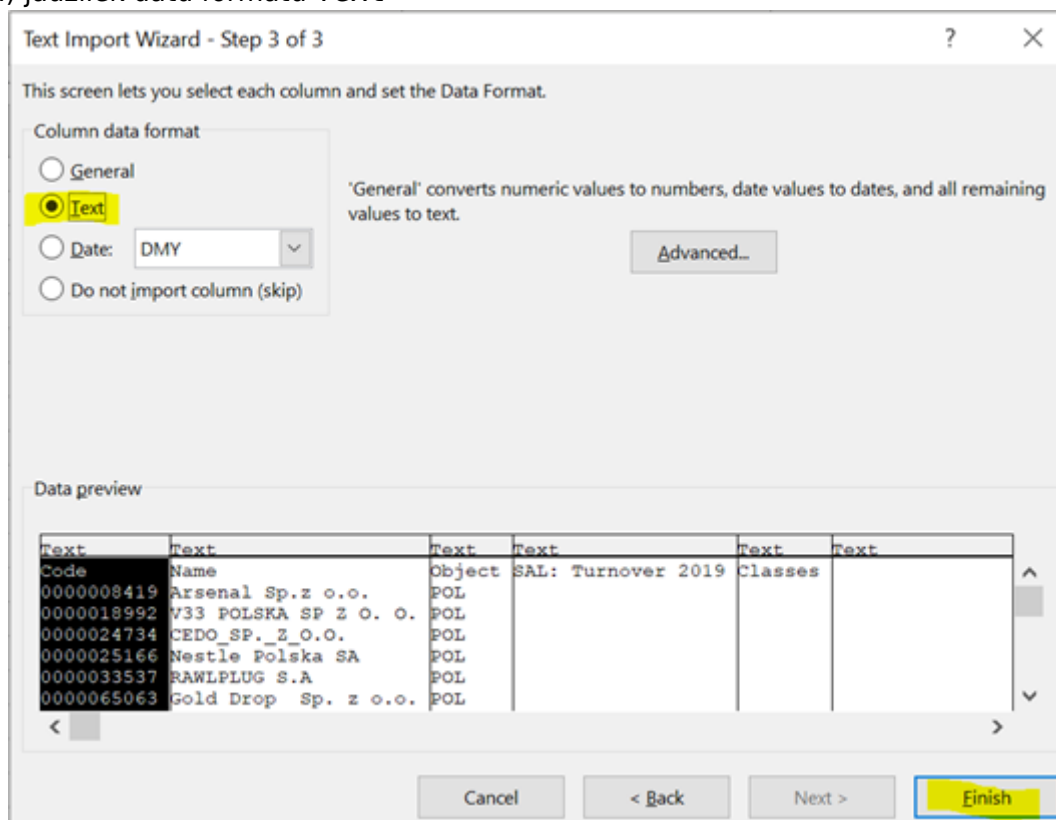 jadzliek data formata Text
Text Import Wizard - Step 3 of 3 ? ×
This screen lets you select each column and set the Data Format.
Column data format
General
Text
Date: DMY
Do not import column (skip)
'General' converts numeric values to numbers, date values to dates, and all remaining
values to text.
Advanced...
Data preview
Text Text Text Text Text Text
Code Name Object SAL: Turnover 2019 Classes
0000008419 Arsenal Sp.z o.o. POL
0000018992 V33 POLSKA SP Z O. O. POL
0000024734 CEDO_SP._Z_O.O. POL
0000025166 Nestle Polska SA POL
0000033537 RAWLPLUG S.A POL
0000065063 Gold Drop Sp. z o.o. POL
Cancel < Back Next > Finish